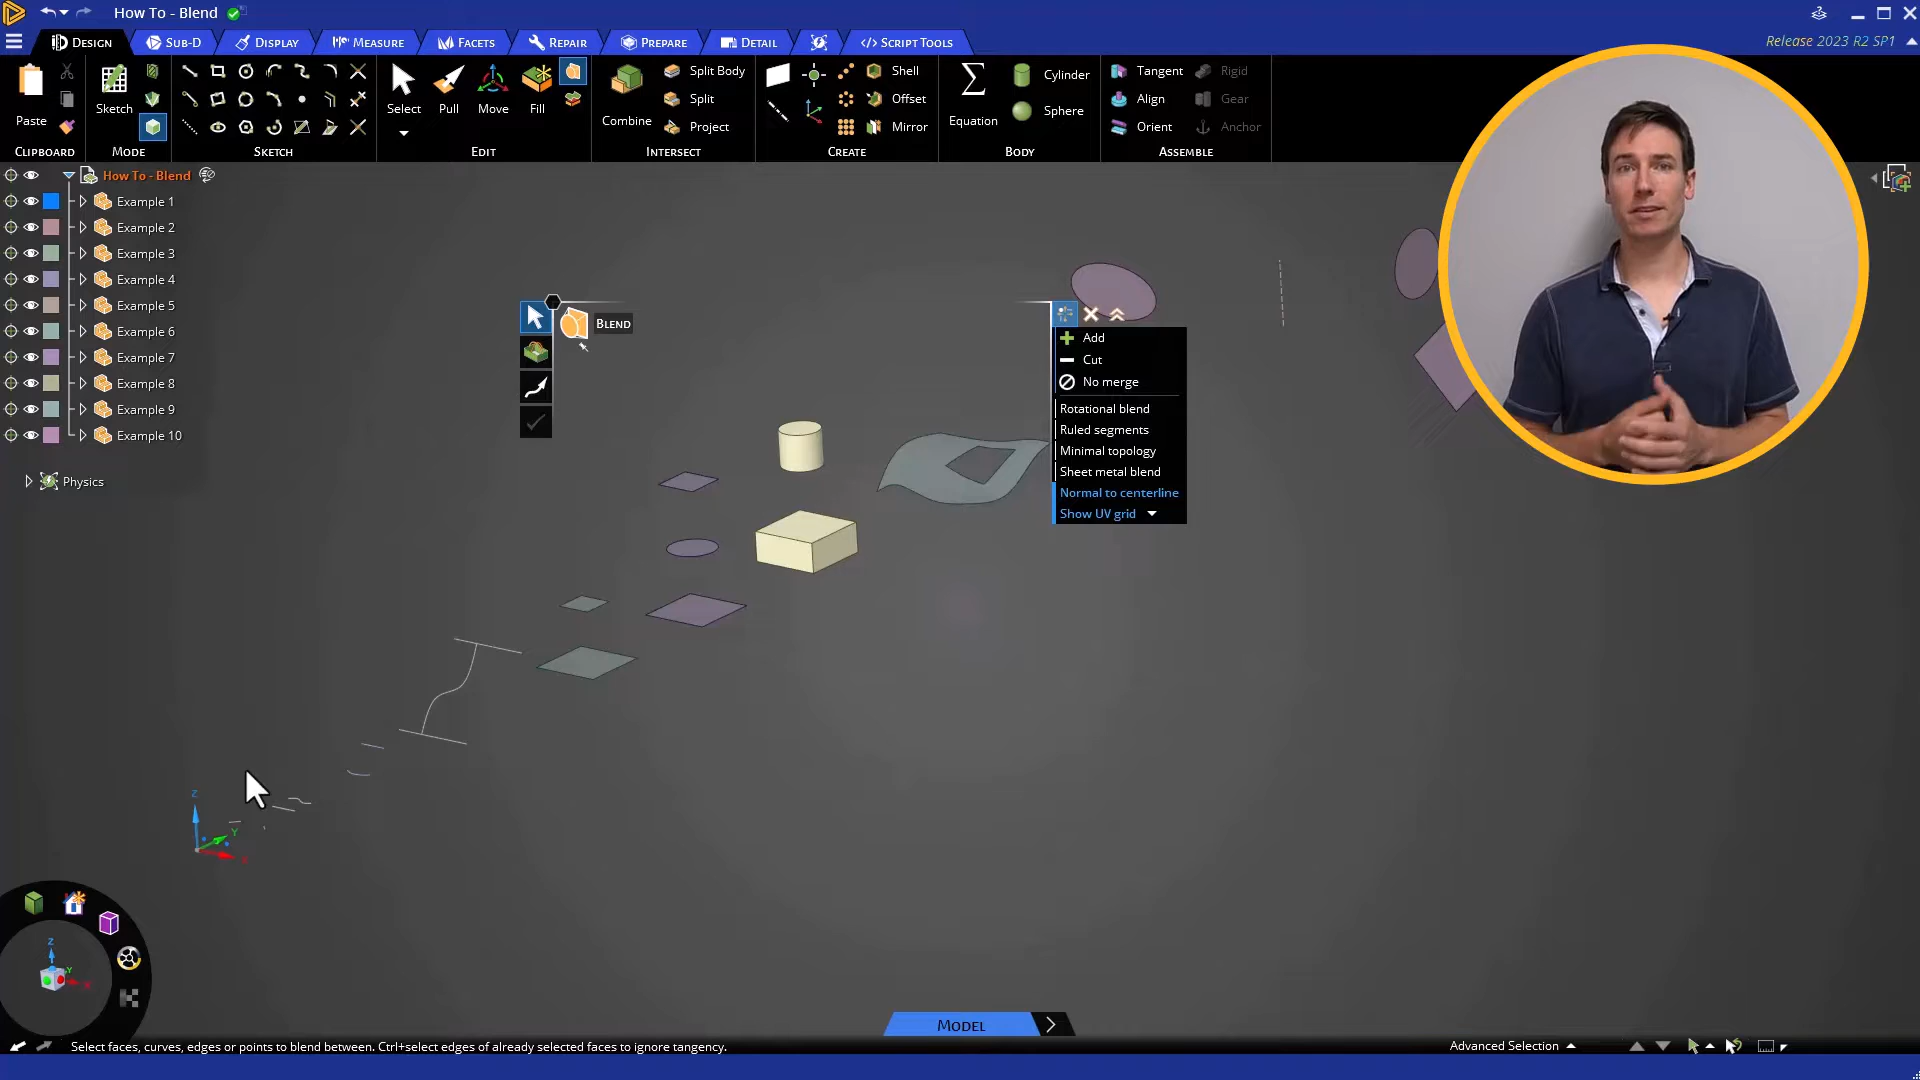 How To - Blend
Release 2023 R2 SP1
Design Sub-D Display Measure Facets Repair Prepare Detail </> Script Tools
Paste
Clipboard
Sketch
Mode
Sketch
Select Pull Move Fill
Edit
Combine
Split Body
Split
Project
Intersect
Shell
Offset
Mirror
Create
Equation
Cylinder
Sphere
Body
Tangent Rigid
Align Gear
Orient Anchor
Assemble
How To - Blend
Example 1
Example 2
Example 3
Example 4
Example 5
Example 6
Example 7
Example 8
Example 9
Example 10
Physics
Blend
Add
Cut
No merge
Rotational blend
Ruled segments
Minimal topology
Sheet metal blend
Normal to centerline
Show UV grid
Z
Y
X
Z
Y
X
Model
Select faces, curves, edges or points to blend between. Ctrl+select edges of already selected faces to ignore tangency.
Advanced Selection